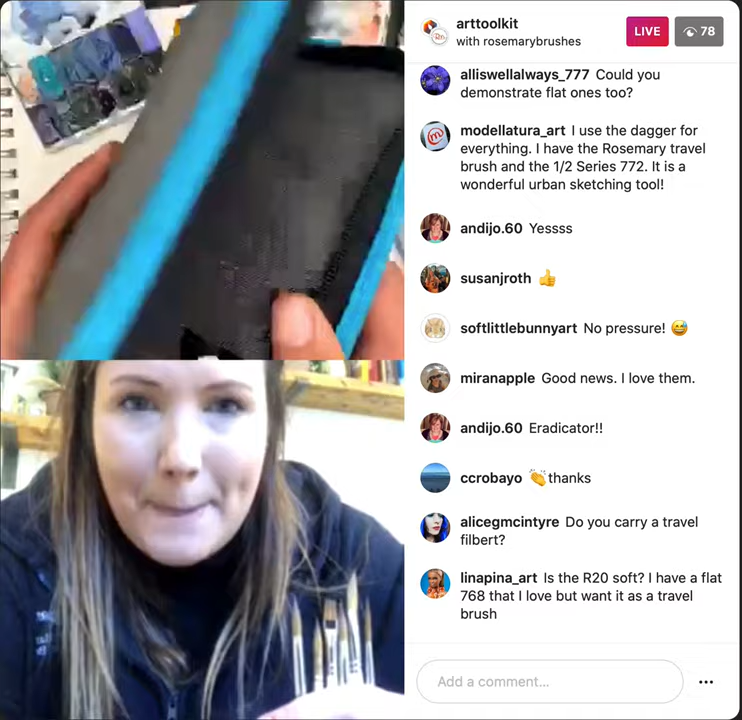 arttoolkit
with rosemarybrushes
LIVE
78
alliswellalways_777 Could you
demonstrate flat ones too?
modellatura_art I use the dagger for
everything. I have the Rosemary travel
brush and the 1/2 Series 772. It is a
wonderful urban sketching tool!
andijo.60 Yessss
susanjroth 👍
softlittlebunnyart No pressure! 😅
miranapple Good news. I love them.
andijo.60 Eradicator!!
ccrobayo 👏thanks
alicegmcintyre Do you carry a travel
filbert?
linapina_art Is the R20 soft? I have a flat
768 that I love but want it as a travel
brush
Add a comment...